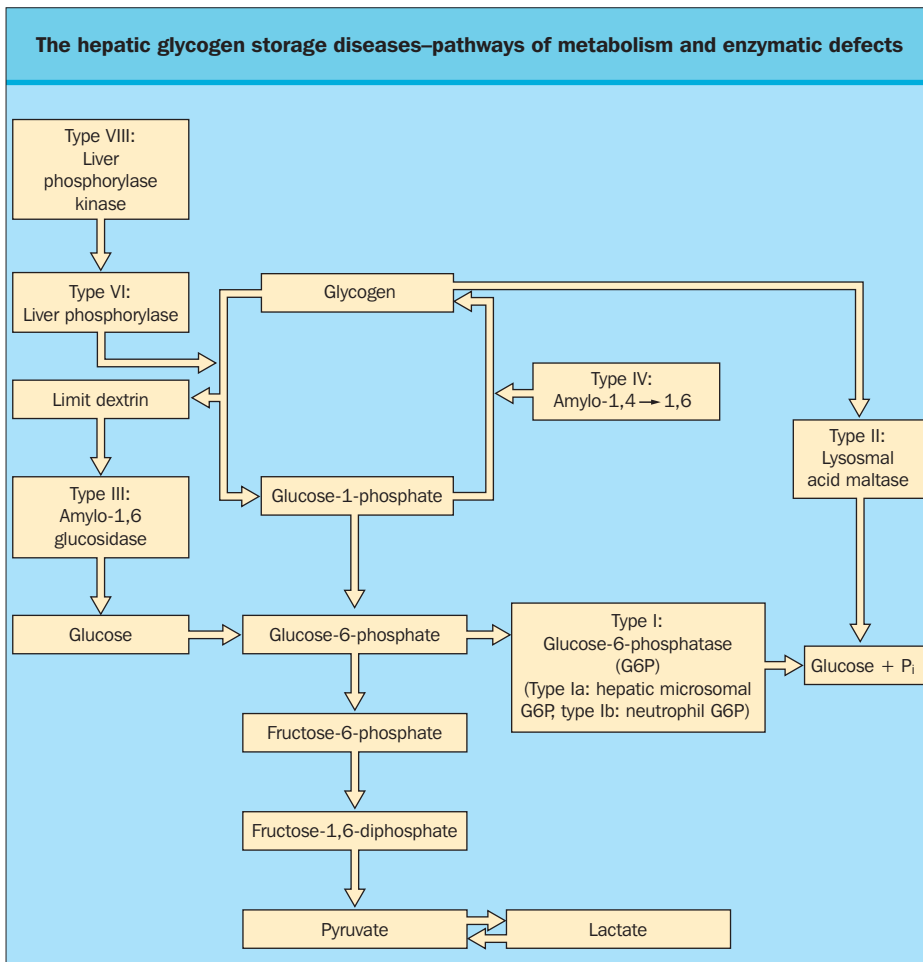 The hepatic glycogen storage diseases–pathways of metabolism and enzymatic defects
Type VIII:
Liver
phosphorylase
kinase
Type VI:
Liver phosphorylase
Glycogen
Limit dextrin
Type IV:
Amylo-1,4 → 1,6
Type II:
Lysosmal
acid maltase
Type III:
Amylo-1,6
glucosidase
Glucose-1-phosphate
Glucose
Glucose-6-phosphate
Type I:
Glucose-6-phosphatase
(G6P)
(Type Ia: hepatic microsomal
G6P, type Ib: neutrophil G6P)
Glucose + Pᵢ
Fructose-6-phosphate
Fructose-1,6-diphosphate
Pyruvate
Lactate